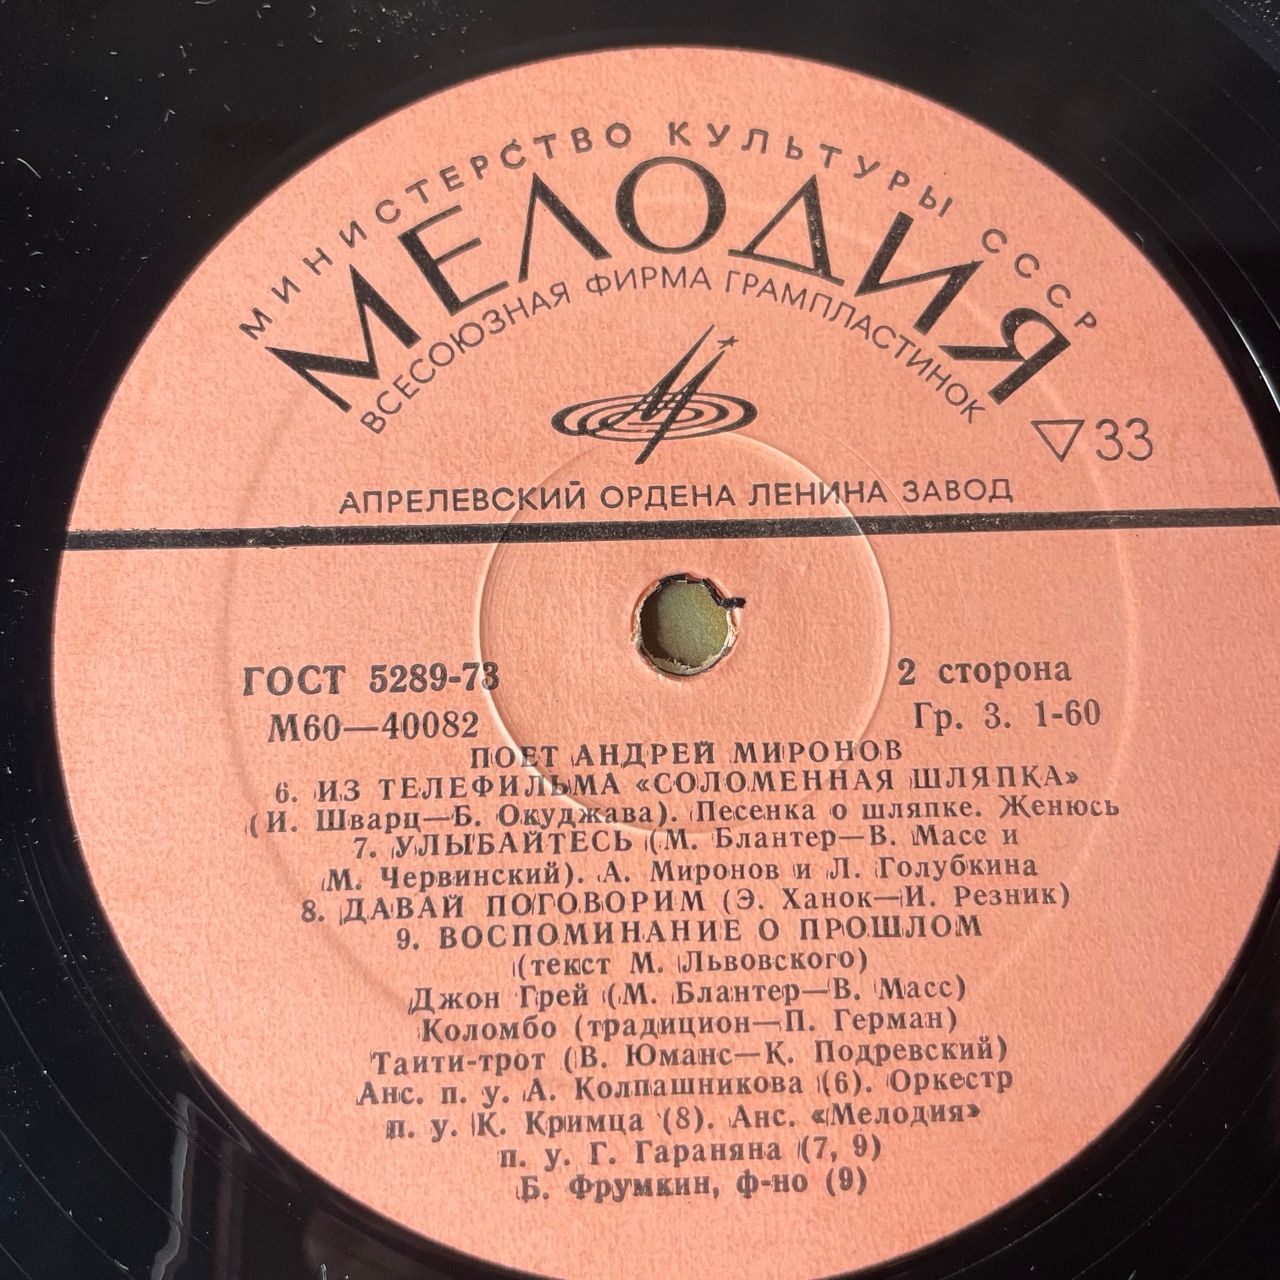 МИНИСТЕРСТВО КУЛЬТУРЫ СССР
МЕЛОДИЯ
ВСЕСОЮЗНАЯ ФИРМА ГРАМПЛАСТИНОК
▽33
АПРЕЛЕВСКИЙ ОРДЕНА ЛЕНИНА ЗАВОД
ГОСТ 5289-73
М60—40082
2 сторона
Гр. 3. 1-60
ПОЕТ АНДРЕЙ МИРОНОВ
6. ИЗ ТЕЛЕФИЛЬМА «СОЛОМЕННАЯ ШЛЯПКА»
(И. Шварц—Б. Окуджава). Песенка о шляпке. Женюсь
7. УЛЫБАЙТЕСЬ (М. Блантер—В. Масс и
М. Червинский). А. Миронов и Л. Голубкина
8. ДАВАЙ ПОГОВОРИМ (Э. Ханок—И. Резник)
9. ВОСПОМИНАНИЕ О ПРОШЛОМ
(текст М. Львовского)
Джон Грей (М. Блантер—В. Масс)
Коломбо (традицион—П. Герман)
Таити-трот (В. Юманс—К. Подревский)
Анс. п. у. А. Колпашникова (6). Оркестр
п. у. К. Кримца (8). Анс. «Мелодия»
п. у. Г. Гараняна (7, 9)
Б. Фрумкин, ф-но (9)